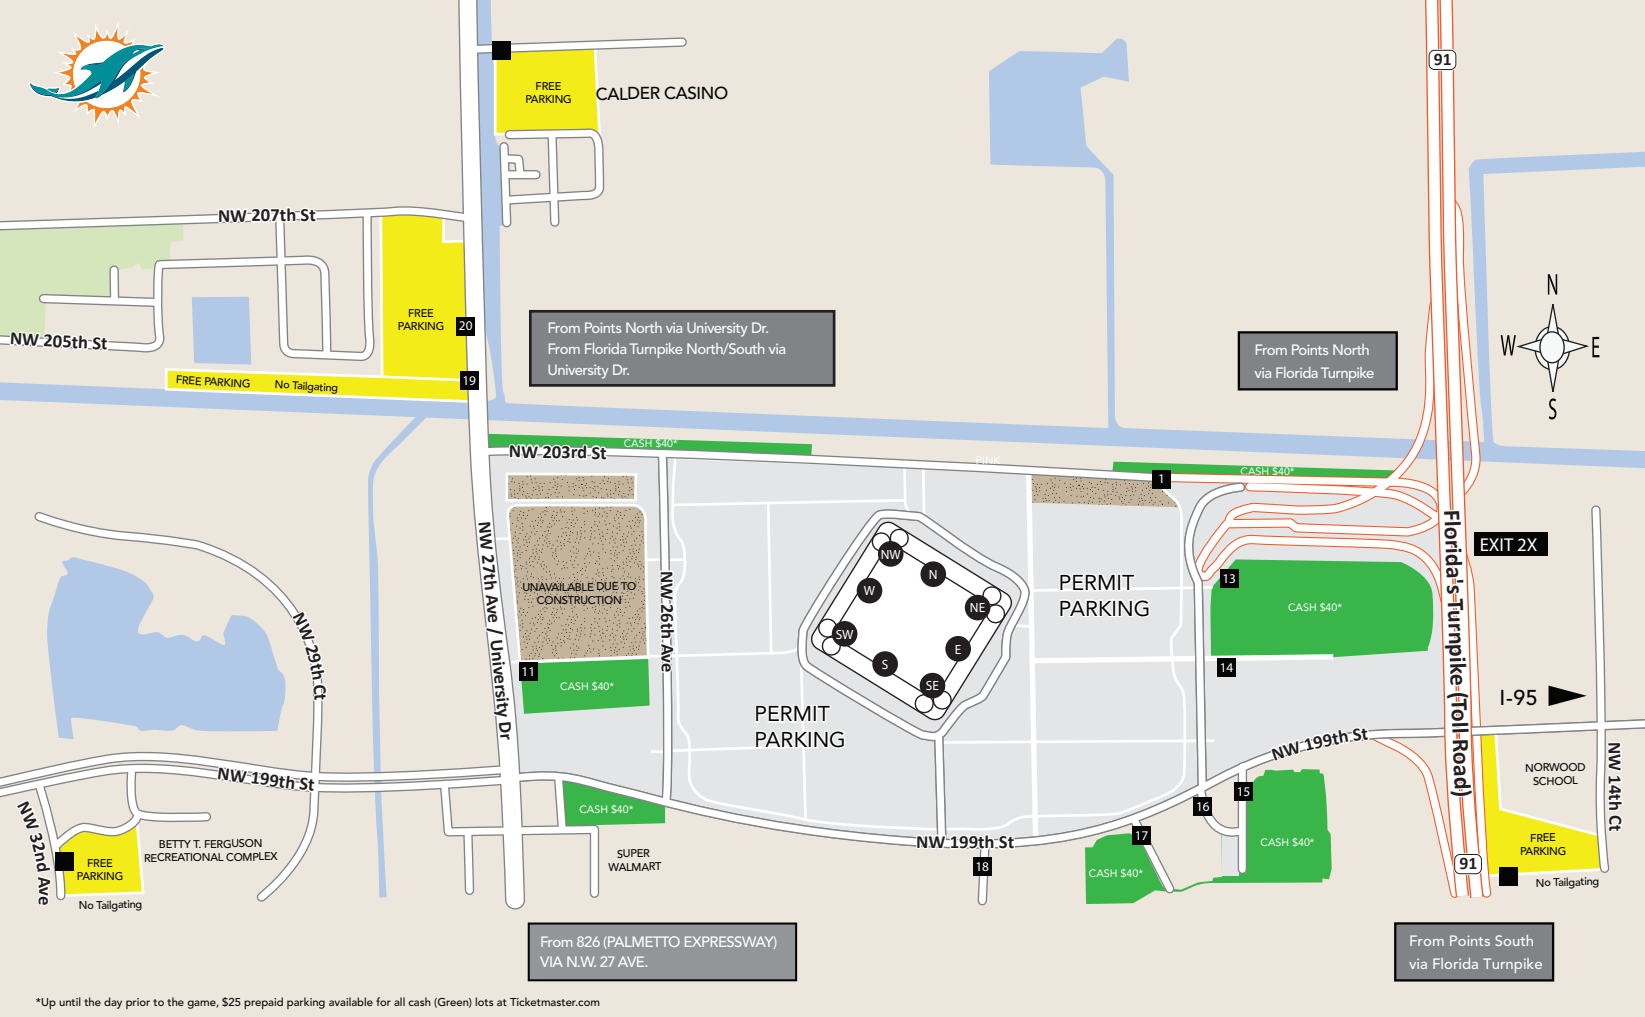 91
FREE
PARKING
CALDER CASINO
NW 207th St
FREE
PARKING
20
NW 205th St
19
FREE PARKING No Tailgating
From Points North via University Dr.
From Florida Turnpike North/South via
University Dr.
From Points North
via Florida Turnpike
N
W E
S
CASH $40*
NW 203rd St
PINK
CASH $40*
1
NW 27th Ave / University Dr
UNAVAILABLE DUE TO
CONSTRUCTION
NW 26th Ave
11
CASH $40*
NW
N
W
NE
SW
E
S
SE
PERMIT
PARKING
PERMIT
PARKING
13
CASH $40*
14
Florida's Turnpike (Toll Road)
EXIT 2X
I-95
NW 29th Ct
NW 199th St
NW 199th St
NW 199th St
NW 32nd Ave
BETTY T. FERGUSON
RECREATIONAL COMPLEX
FREE
PARKING
No Tailgating
CASH $40*
SUPER
WALMART
18
17
16
15
CASH $40*
CASH $40*
NORWOOD
SCHOOL
NW 14th Ct
FREE
PARKING
91
No Tailgating
From 826 (PALMETTO EXPRESSWAY)
VIA N.W. 27 AVE.
From Points South
via Florida Turnpike
*Up until the day prior to the game, $25 prepaid parking available for all cash (Green) lots at Ticketmaster.com